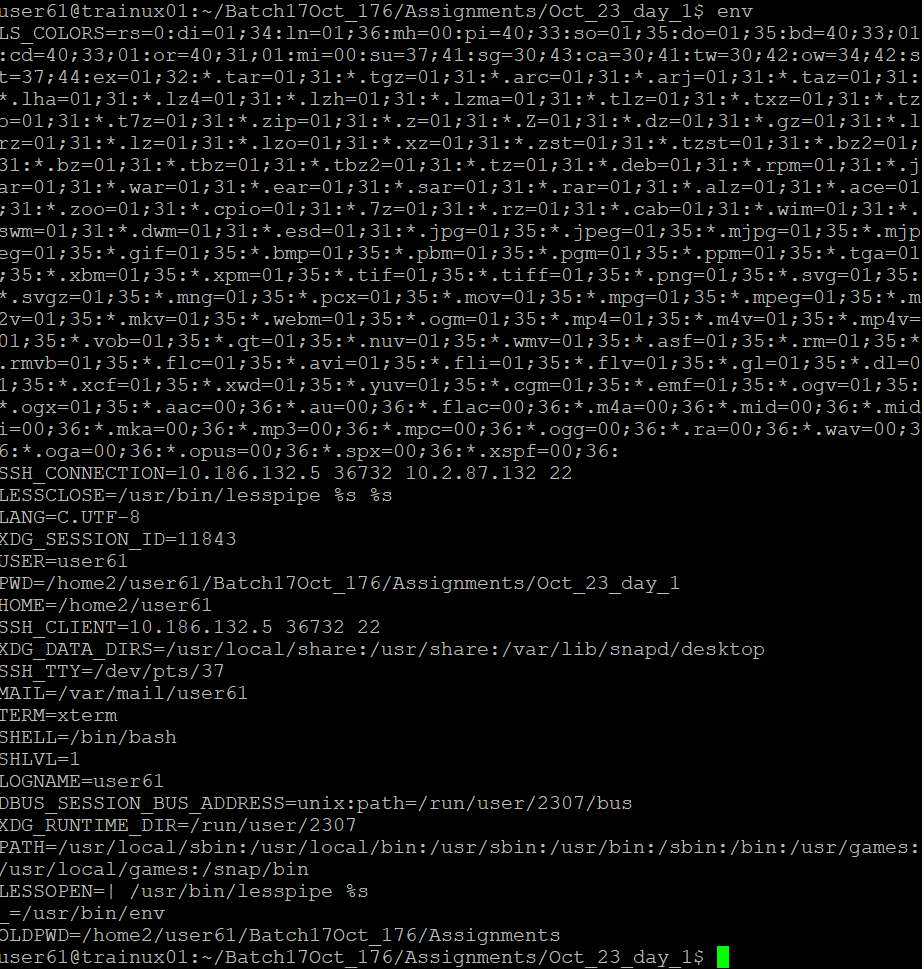 user61@trainux01:~/Batch17Oct_176/Assignments/Oct_23_day_1$ env
LS_COLORS=rs=0:di=01;34:ln=01;36:mh=00:pi=40;33:so=01;35:do=01;35:bd=40;33;01
:cd=40;33;01:or=40;31;01:mi=00:su=37;41:sg=30;43:ca=30;41:tw=30;42:ow=34;42:s
t=37;44:ex=01;32:*.tar=01;31:*.tgz=01;31:*.arc=01;31:*.arj=01;31:*.taz=01;31:
*.lha=01;31:*.lz4=01;31:*.lzh=01;31:*.lzma=01;31:*.tlz=01;31:*.txz=01;31:*.tz
o=01;31:*.t7z=01;31:*.zip=01;31:*.z=01;31:*.Z=01;31:*.dz=01;31:*.gz=01;31:*.l
rz=01;31:*.lz=01;31:*.lzo=01;31:*.xz=01;31:*.zst=01;31:*.tzst=01;31:*.bz2=01;
31:*.bz=01;31:*.tbz=01;31:*.tbz2=01;31:*.tz=01;31:*.deb=01;31:*.rpm=01;31:*.j
ar=01;31:*.war=01;31:*.ear=01;31:*.sar=01;31:*.rar=01;31:*.alz=01;31:*.ace=01
;31:*.zoo=01;31:*.cpio=01;31:*.7z=01;31:*.rz=01;31:*.cab=01;31:*.wim=01;31:*.
swm=01;31:*.dwm=01;31:*.esd=01;31:*.jpg=01;35:*.jpeg=01;35:*.mjpg=01;35:*.mjp
eg=01;35:*.gif=01;35:*.bmp=01;35:*.pbm=01;35:*.pgm=01;35:*.ppm=01;35:*.tga=01
;35:*.xbm=01;35:*.xpm=01;35:*.tif=01;35:*.tiff=01;35:*.png=01;35:*.svg=01;35:
*.svgz=01;35:*.mng=01;35:*.pcx=01;35:*.mov=01;35:*.mpg=01;35:*.mpeg=01;35:*.m
2v=01;35:*.mkv=01;35:*.webm=01;35:*.ogm=01;35:*.mp4=01;35:*.m4v=01;35:*.mp4v=
01;35:*.vob=01;35:*.qt=01;35:*.nuv=01;35:*.wmv=01;35:*.asf=01;35:*.rm=01;35:*
.rmvb=01;35:*.flc=01;35:*.avi=01;35:*.fli=01;35:*.flv=01;35:*.gl=01;35:*.dl=0
1;35:*.xcf=01;35:*.xwd=01;35:*.yuv=01;35:*.cgm=01;35:*.emf=01;35:*.ogv=01;35:
*.ogx=01;35:*.aac=00;36:*.au=00;36:*.flac=00;36:*.m4a=00;36:*.mid=00;36:*.mid
i=00;36:*.mka=00;36:*.mp3=00;36:*.mpc=00;36:*.ogg=00;36:*.ra=00;36:*.wav=00;3
6:*.oga=00;36:*.opus=00;36:*.spx=00;36:*.xspf=00;36:
SSH_CONNECTION=10.186.132.5 36732 10.2.87.132 22
LESSCLOSE=/usr/bin/lesspipe %s %s
LANG=C.UTF-8
XDG_SESSION_ID=11843
USER=user61
PWD=/home2/user61/Batch17Oct_176/Assignments/Oct_23_day_1
HOME=/home2/user61
SSH_CLIENT=10.186.132.5 36732 22
XDG_DATA_DIRS=/usr/local/share:/usr/share:/var/lib/snapd/desktop
SSH_TTY=/dev/pts/37
MAIL=/var/mail/user61
TERM=xterm
SHELL=/bin/bash
SHLVL=1
LOGNAME=user61
DBUS_SESSION_BUS_ADDRESS=unix:path=/run/user/2307/bus
XDG_RUNTIME_DIR=/run/user/2307
PATH=/usr/local/sbin:/usr/local/bin:/usr/sbin:/usr/bin:/sbin:/bin:/usr/games:
/usr/local/games:/snap/bin
LESSOPEN=| /usr/bin/lesspipe %s
_=/usr/bin/env
OLDPWD=/home2/user61/Batch17Oct_176/Assignments
user61@trainux01:~/Batch17Oct_176/Assignments/Oct_23_day_1$